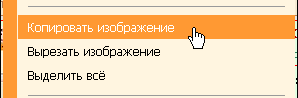 Копировать изображение
Вырезать изображение
Выделить всё